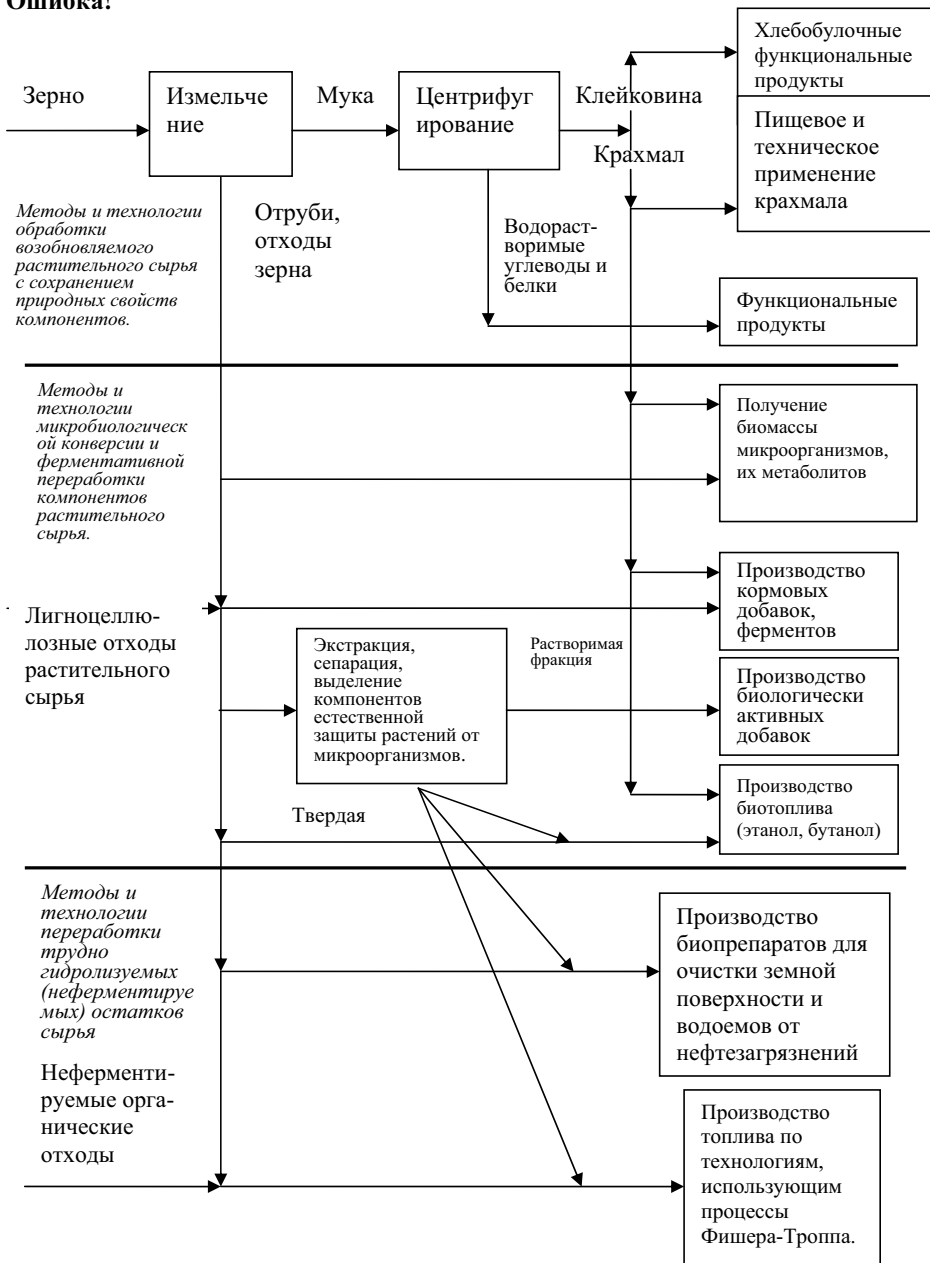 Ошибка!
Хлебобулочные
функциональные
продукты
Зерно
Измельче
ние
Мука
Центрифуг
ирование
Клейковина
Крахмал
Пищевое и
техническое
применение
крахмала
Методы и технологии
обработки
возобновляемого
растительного сырья
с сохранением
природных свойств
компонентов.
Отруби,
отходы
зерна
Водораст-
воримые
углеводы и
белки
Функциональные
продукты
Методы и
технологии
микробиологическ
ой конверсии и
ферментативной
переработки
компонентов
растительного
сырья.
Получение
биомассы
микроорганизмов,
их метаболитов
Производство
кормовых
добавок,
ферментов
Лигноцеллю-
лозные отходы
растительного
сырья
Экстракция,
сепарация,
выделение
компонентов
естественной
защиты растений от
микроорганизмов.
Растворимая
фракция
Производство
биологически
активных
добавок
Твердая
Производство
биотоплива
(этанол, бутанол)
Методы и
технологии
переработки
трудно
гидролизуемых
(неферментируе
мых) остатков
сырья
Производство
биопрепаратов для
очистки земной
поверхности и
водоемов от
нефтезагрязнений
Неферменти-
руемые орга-
нические
отходы
Производство
топлива по
технологиям,
использующим
процессы
Фишера-Троппа.